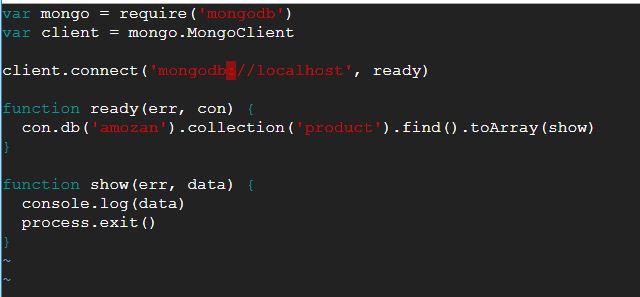 var mongo = require('mongodb')
var client = mongo.MongoClient
client.connect('mongodb://localhost', ready)
function ready(err, con) {
  con.db('amozan').collection('product').find().toArray(show)
}
function show(err, data) {
  console.log(data)
  process.exit()
}
~
~